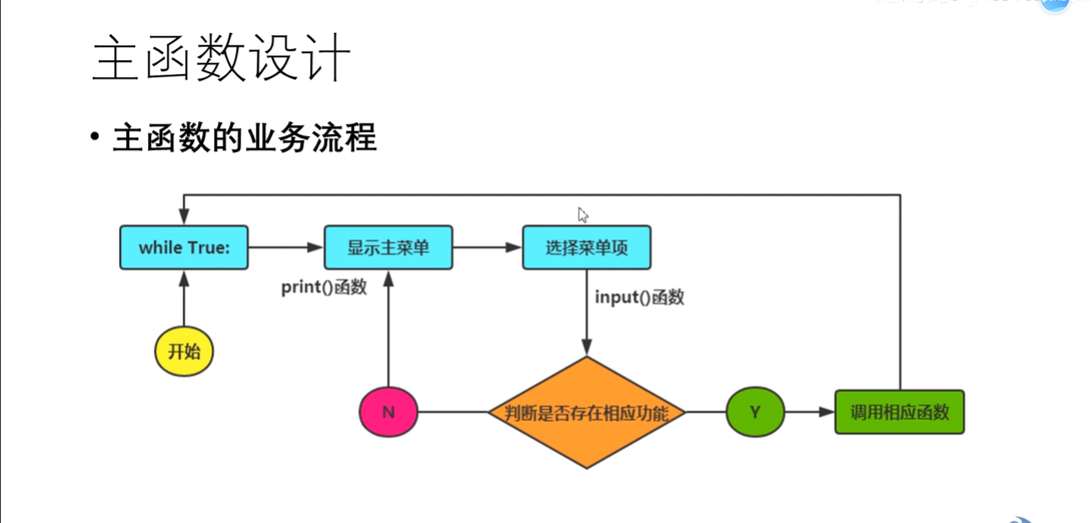 主函数设计
• 主函数的业务流程
while True:
显示主菜单
选择菜单项
print()函数
input()函数
开始
N
判断是否存在相应功能
Y
调用相应函数